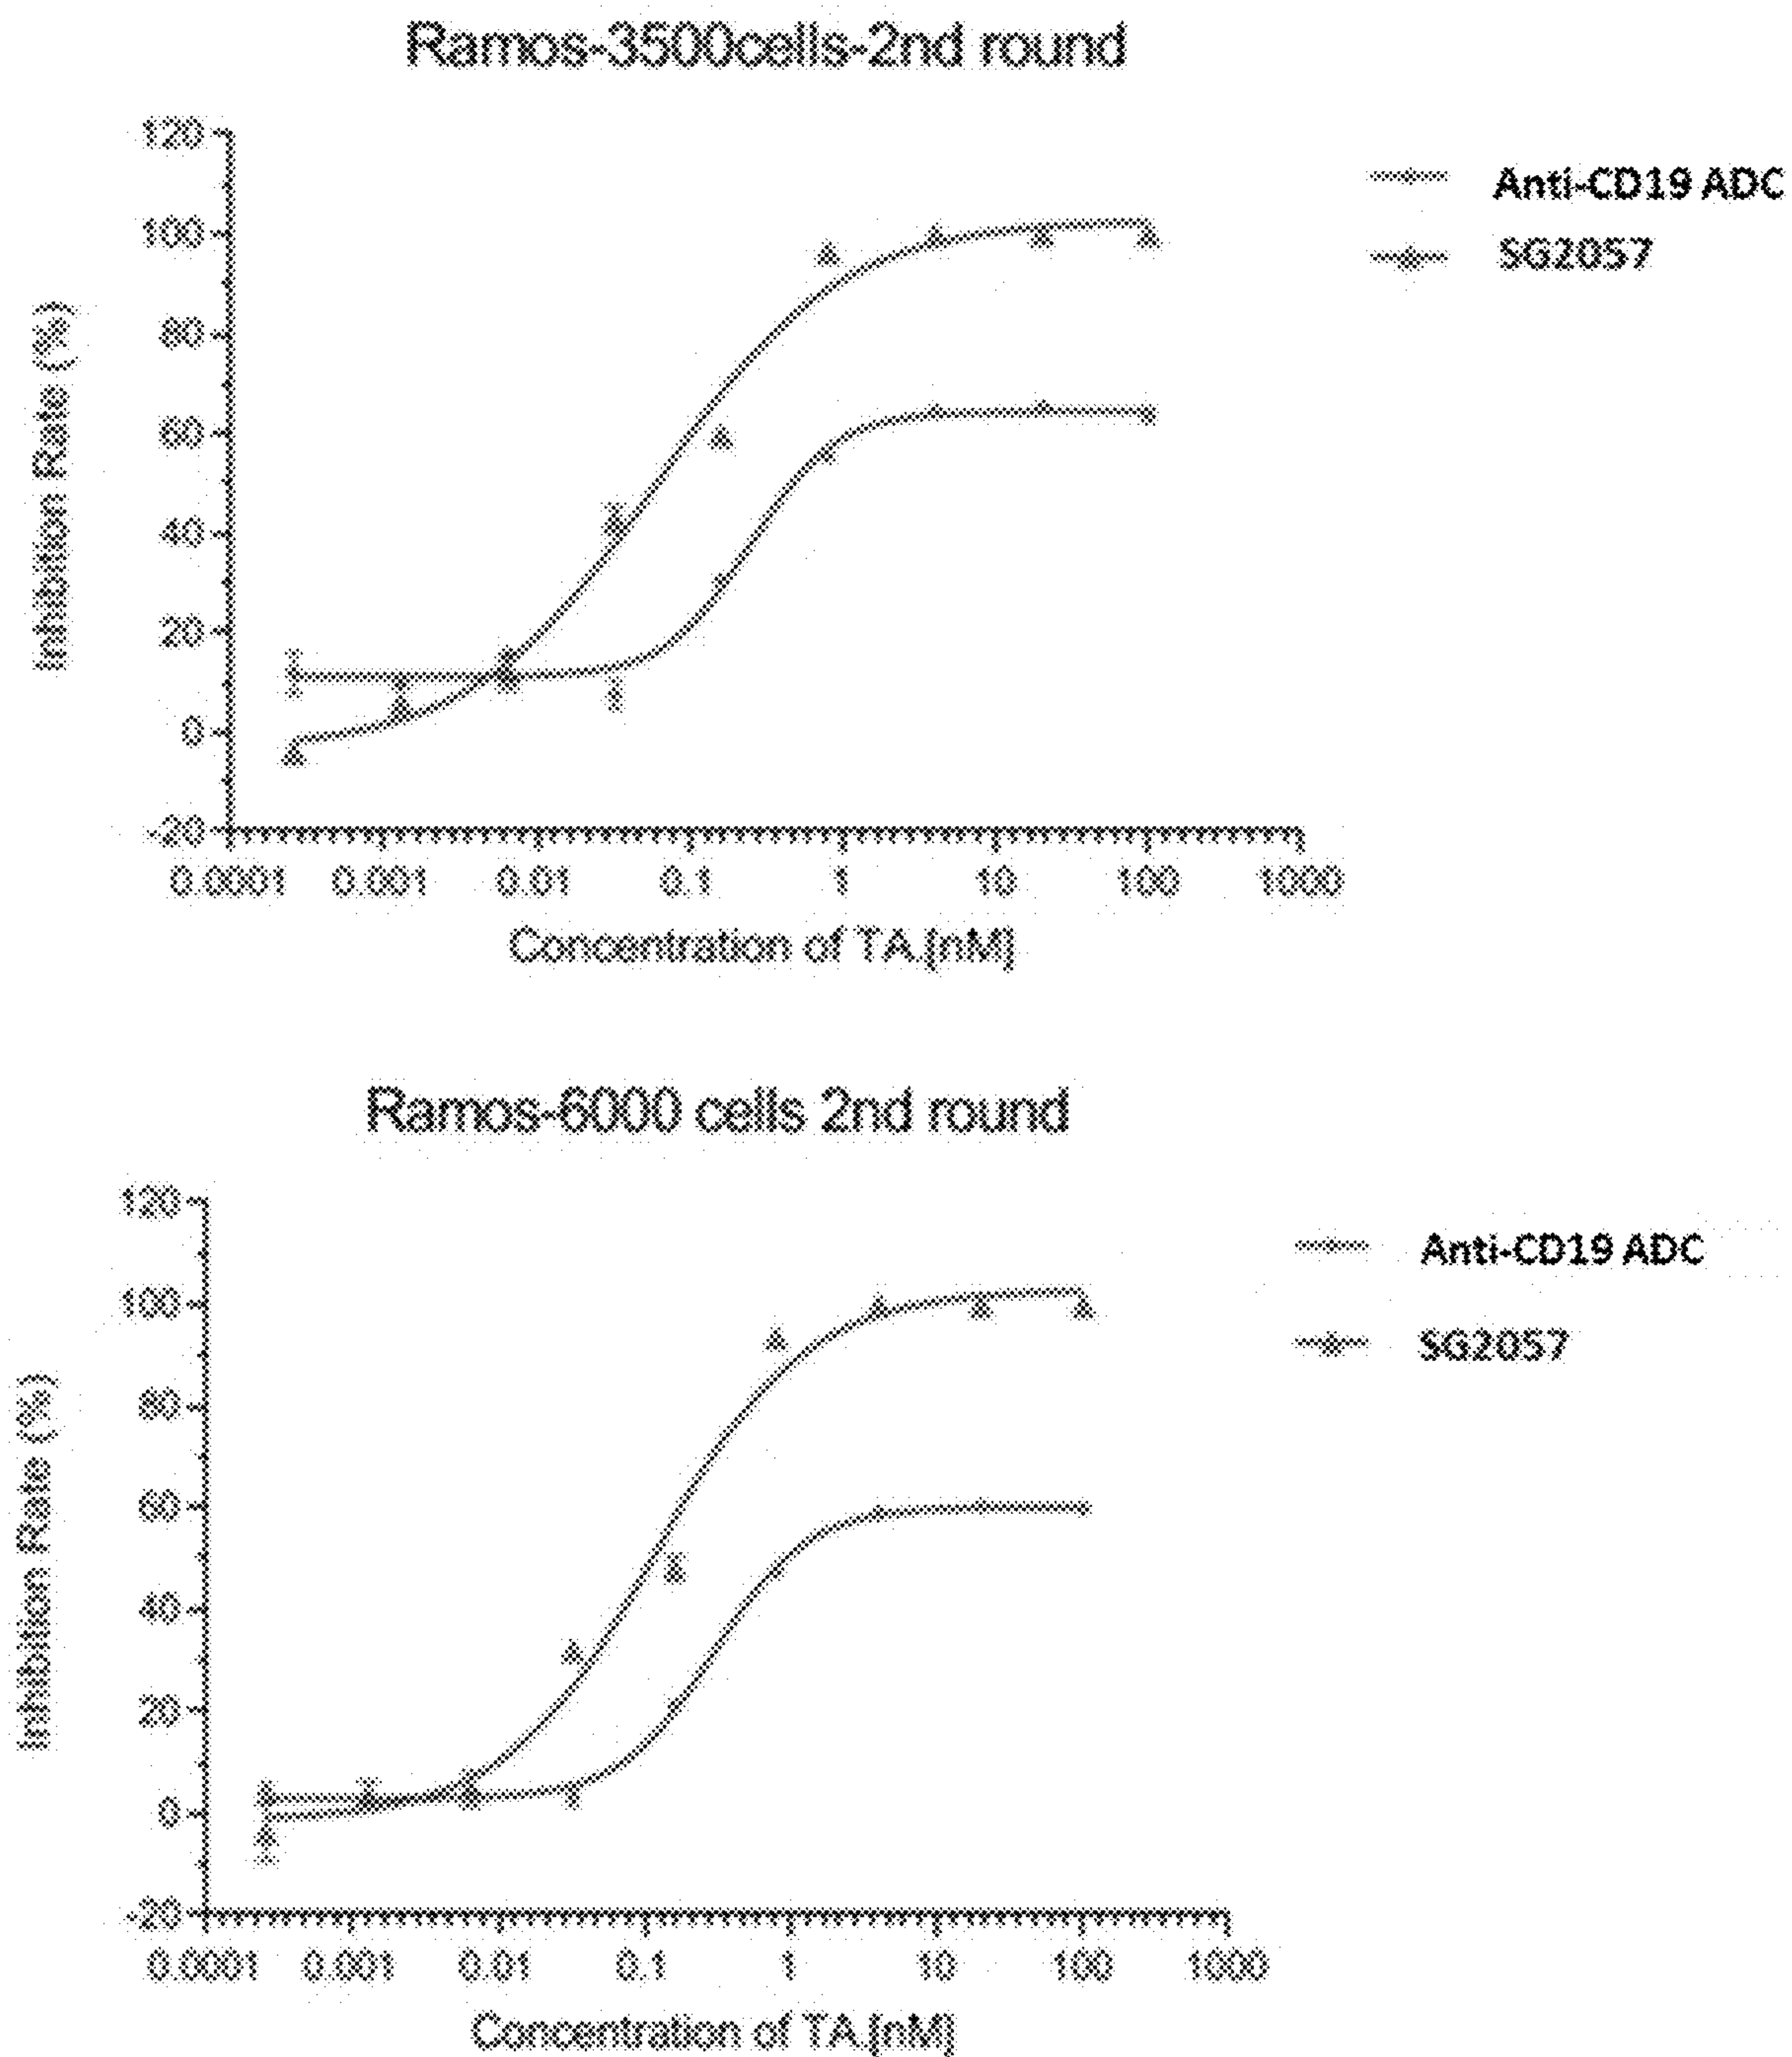 Ramos-3500cells-2nd round
120
100
80
60
40
20
0
-20
Inhibition Rate (%)
0.0001 0.001 0.01 0.1 1 10 100 1000
Concentration of TA.[nM]
Anti-CD19 ADC
SG2057
Ramos-6000 cells 2nd round
120
100
80
60
40
20
0
-20
Inhibition Rate (%)
0.0001 0.001 0.01 0.1 1 10 100 1000
Concentration of TA.[nM]
Anti-CD19 ADC
SG2057